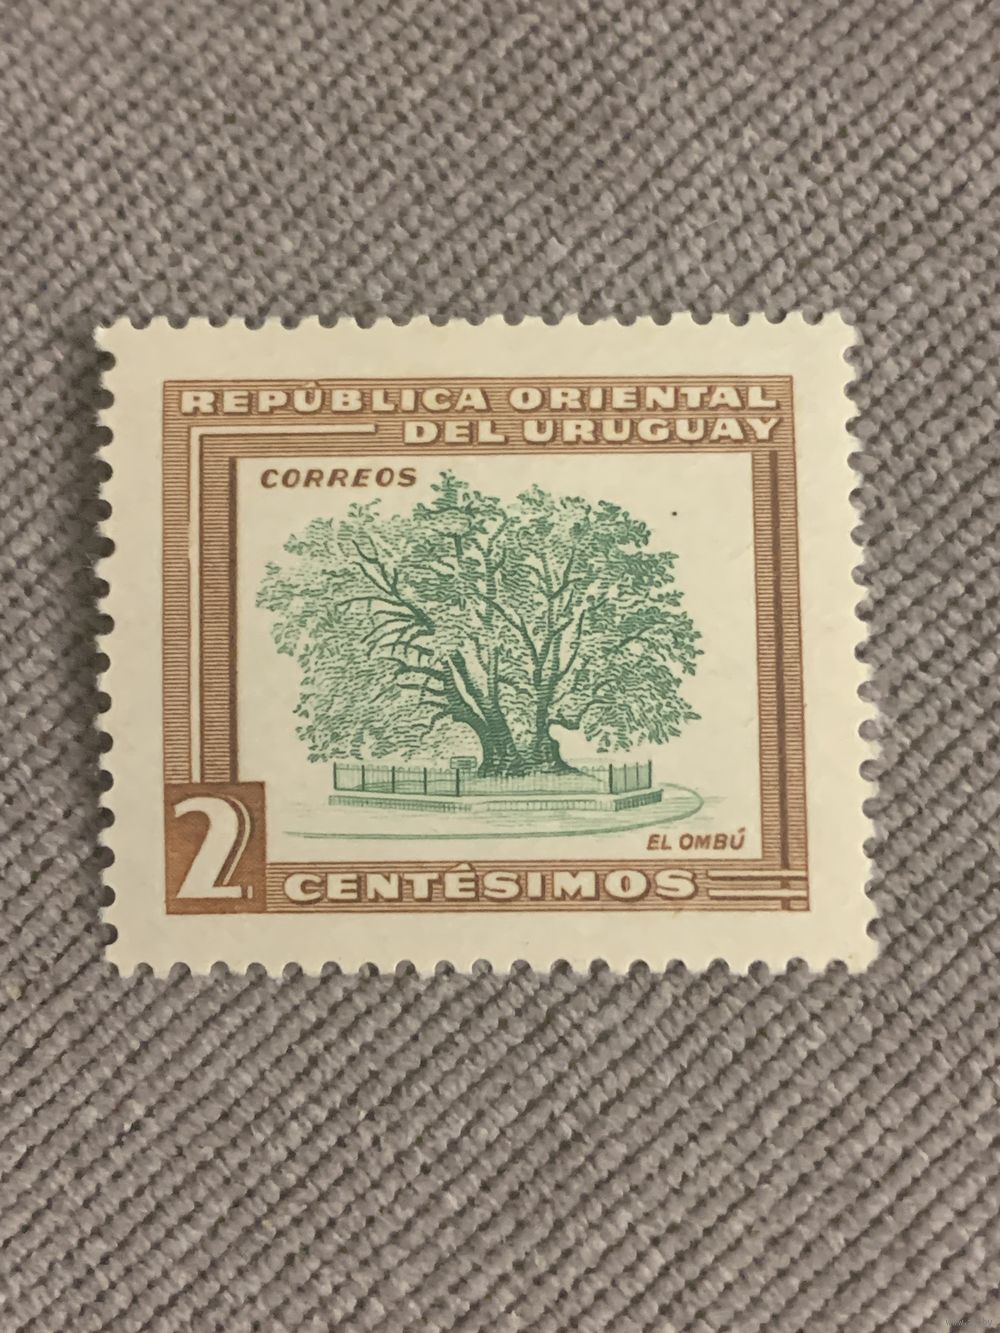 REPÚBLICA ORIENTAL
DEL URUGUAY
CORREOS
EL OMBÚ
2 CENTÉSIMOS